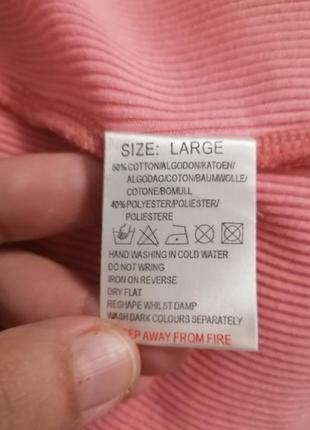 SIZE: LARGE
60% COTTON/ALGODON/KATOEN/
ALGODAO/COTON/BAUMWOLLE/
COTONE/BOMULL
40% POLYESTER/POLIESTER/
POLIESTERE
HAND WASHING IN COLD WATER
DO NOT WRING
IRON ON REVERSE
DRY FLAT
RESHAPE WHILST DAMP
WASH DARK COLOURS SEPARATELY
KEEP AWAY FROM FIRE